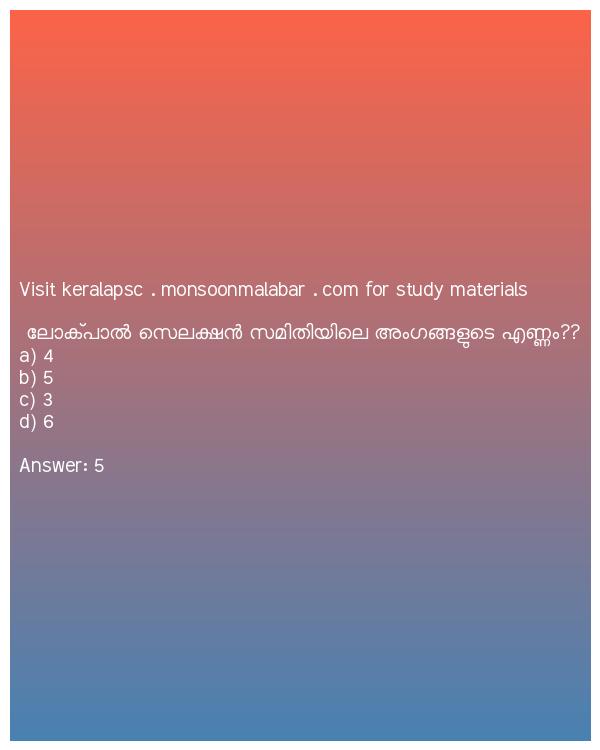 Visit keralapsc . monsoonmalabar . com for study materials
ലോക്പാൽ സെലക്ഷൻ സമിതിയിലെ അംഗങ്ങളുടെ എണ്ണം??
a) 4
b) 5
c) 3
d) 6
Answer: 5